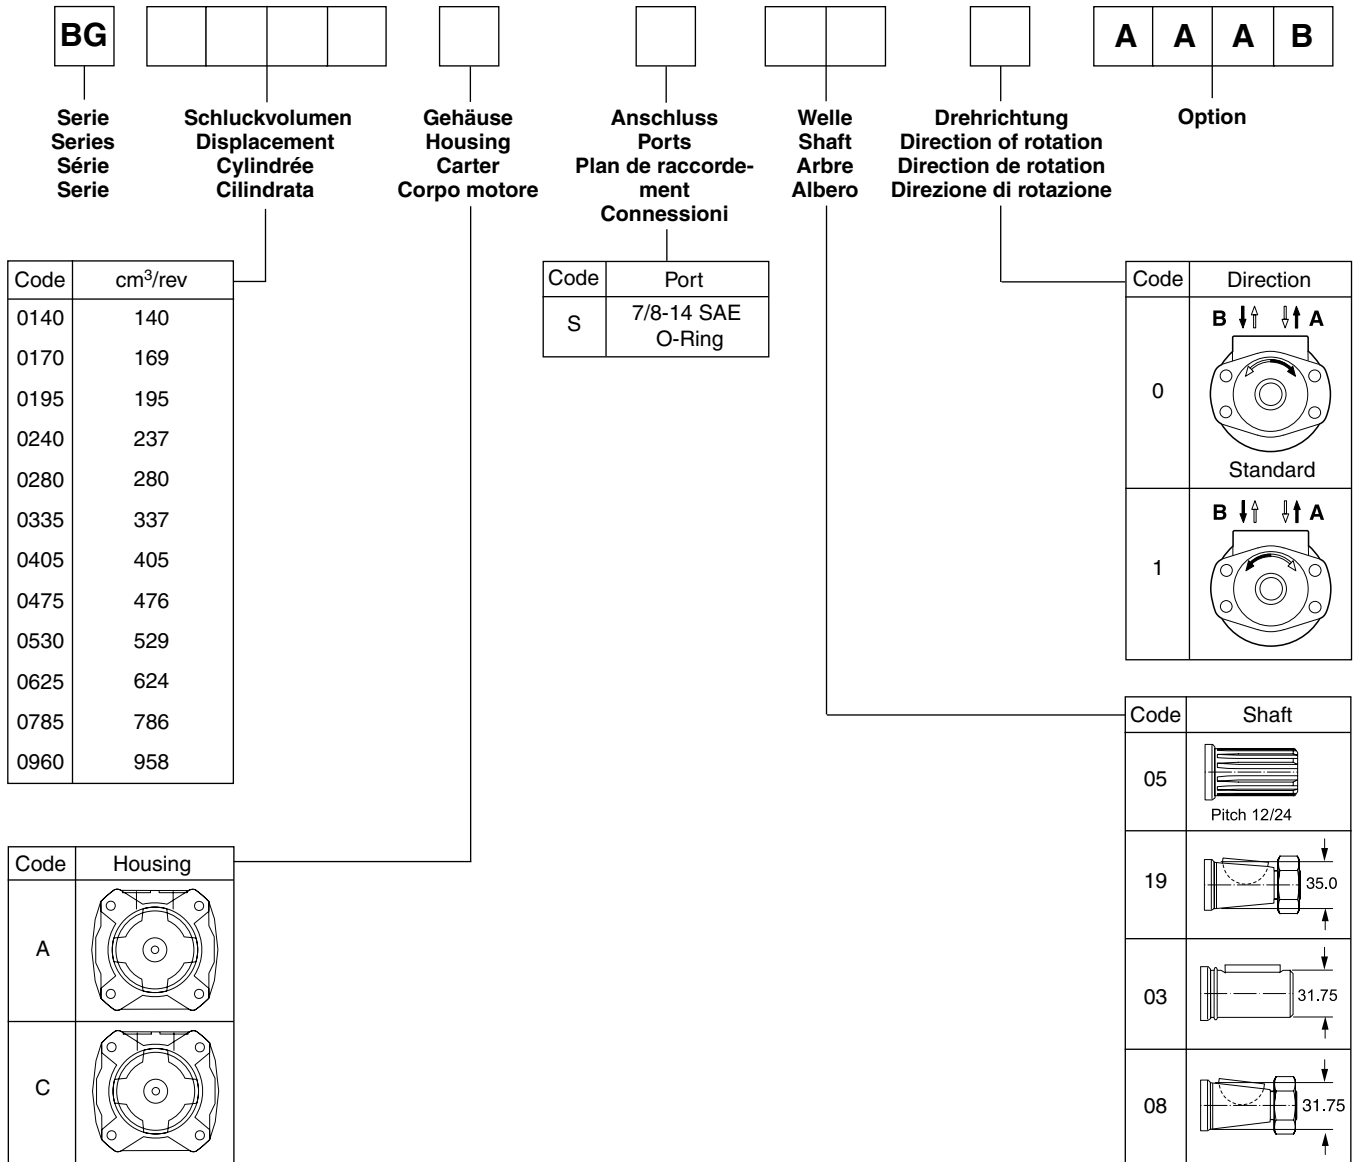 BG
A A A B
Serie
Series
Série
Serie
Schluckvolumen
Displacement
Cylindrée
Cilindrata
Gehäuse
Housing
Carter
Corpo motore
Anschluss
Ports
Plan de raccorde-
ment
Connessioni
Welle
Shaft
Arbre
Albero
Drehrichtung
Direction of rotation
Direction de rotation
Direzione di rotazione
Option
Code cm³/rev
0140 140
0170 169
0195 195
0240 237
0280 280
0335 337
0405 405
0475 476
0530 529
0625 624
0785 786
0960 958
Code Port
S 7/8-14 SAE
O-Ring
Code Direction
B A
0
Standard
B A
1
Code Shaft
05
Pitch 12/24
19 35.0
03 31.75
08 31.75
Code Housing
A
C